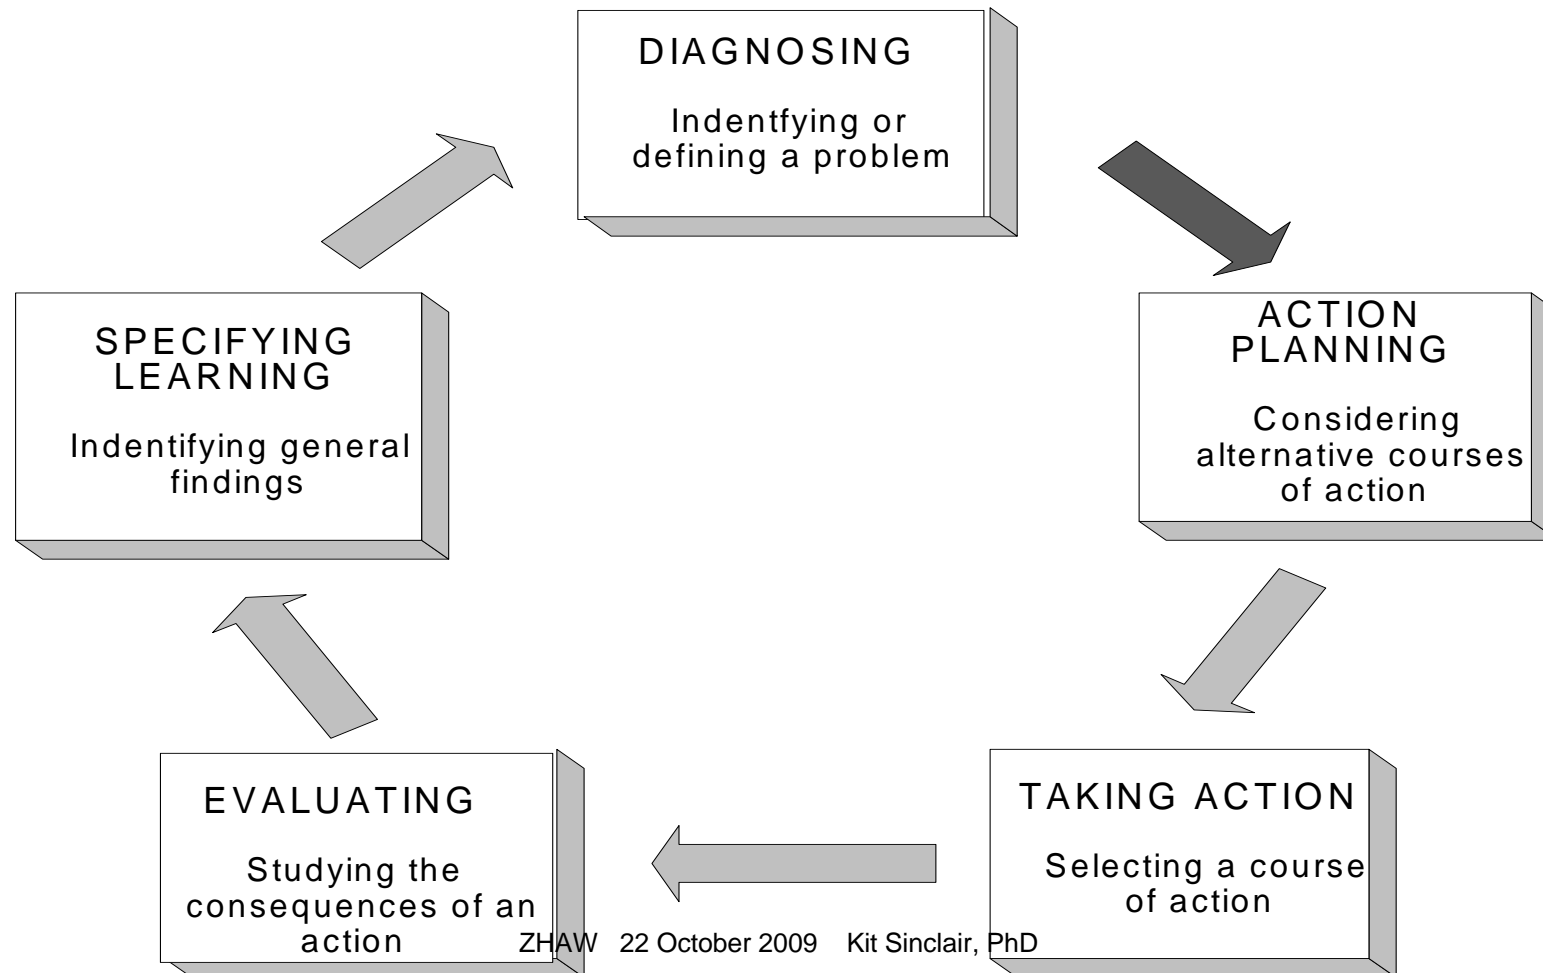 DIAGNOSING
Indentfying or
defining a problem
ACTION
PLANNING
Considering
alternative courses
of action
TAKING ACTION
Selecting a course
of action
EVALUATING
Studying the
consequences of an
action
SPECIFYING
LEARNING
Indentifying general
findings
ZHAW 22 October 2009 Kit Sinclair, PhD